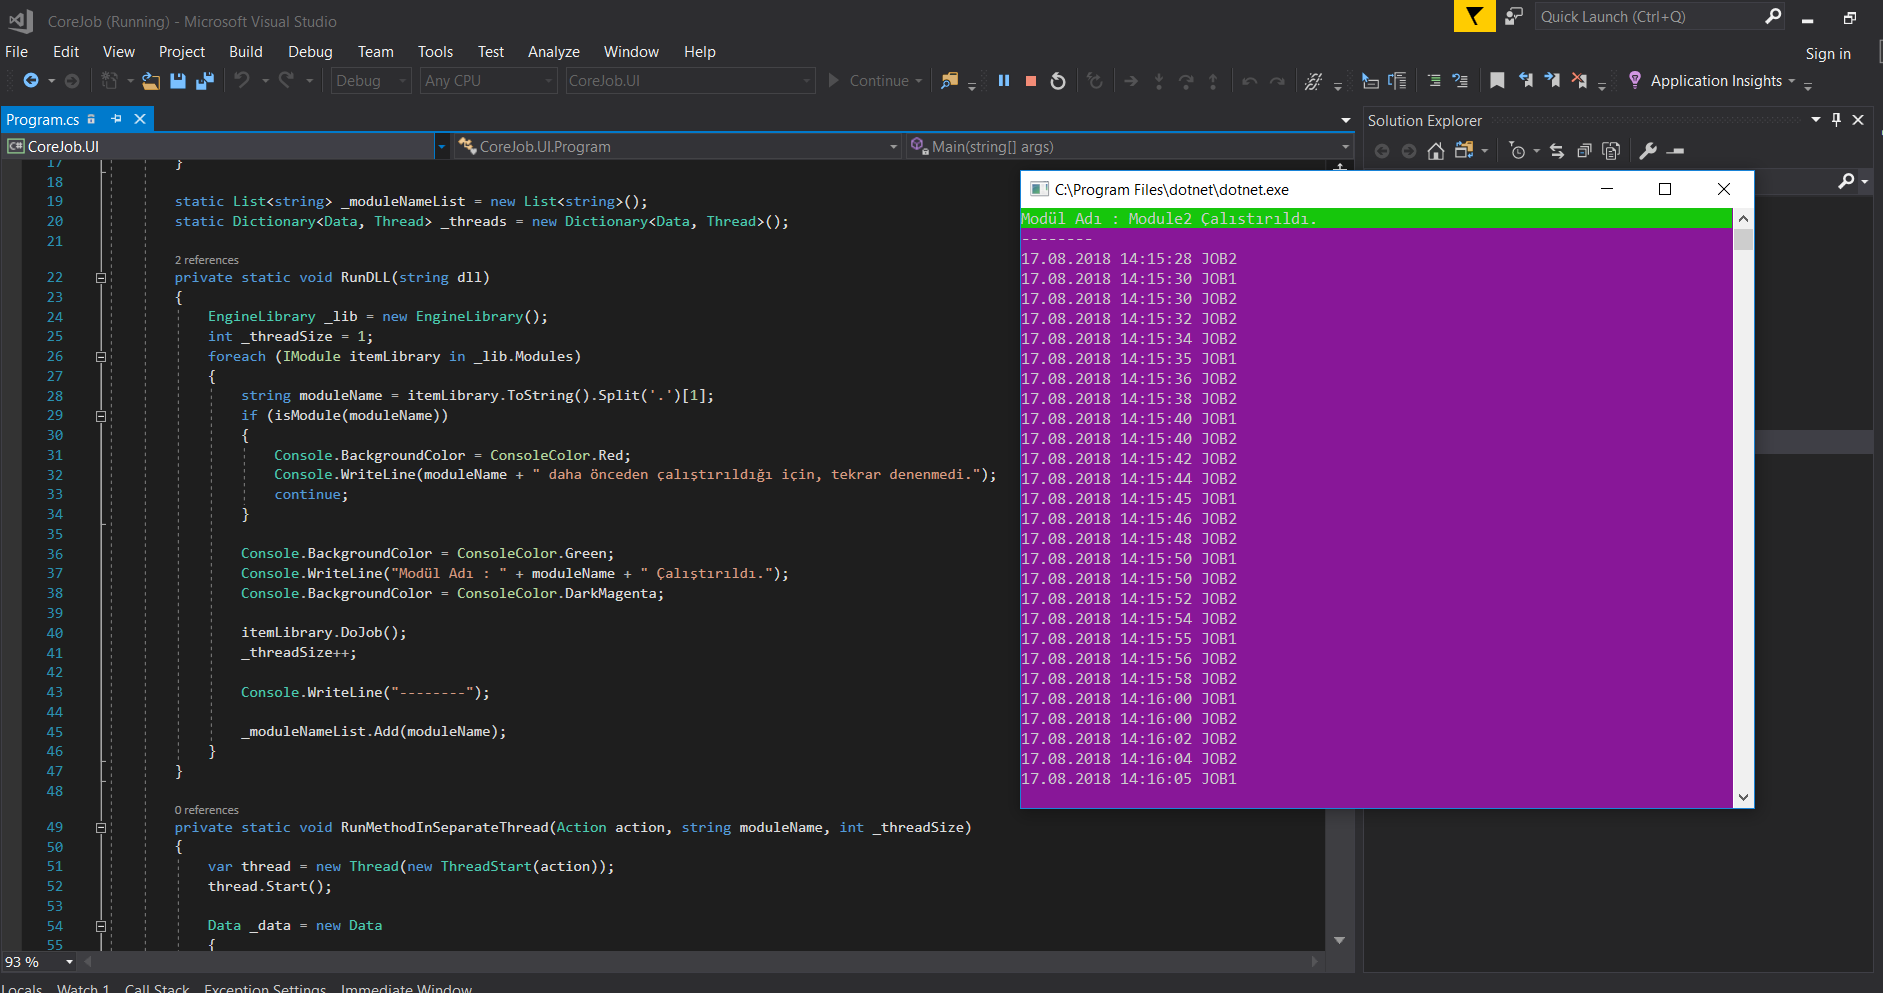 CoreJob (Running) - Microsoft Visual Studio
Quick Launch (Ctrl+Q)
File Edit View Project Build Debug Team Tools Test Analyze Window Help
Sign in
Debug Any CPU CoreJob.UI Continue Application Insights
Program.cs
Solution Explorer
C# CoreJob.UI CoreJob.UI.Program Main(string[] args)
17 }
18
19 static List<string> _moduleNameList = new List<string>();
20 static Dictionary<Data, Thread> _threads = new Dictionary<Data, Thread>();
21
2 references
22 private static void RunDLL(string dll)
23 {
24 EngineLibrary _lib = new EngineLibrary();
25 int _threadSize = 1;
26 foreach (IModule itemLibrary in _lib.Modules)
27 {
28 string moduleName = itemLibrary.ToString().Split('.')[1];
29 if (isModule(moduleName))
30 {
31 Console.BackgroundColor = ConsoleColor.Red;
32 Console.WriteLine(moduleName + " daha önceden çalıştırıldığı için, tekrar denenmedi.");
33 continue;
34 }
35
36 Console.BackgroundColor = ConsoleColor.Green;
37 Console.WriteLine("Modül Adı : " + moduleName + " Çalıştırıldı.");
38 Console.BackgroundColor = ConsoleColor.DarkMagenta;
39
40 itemLibrary.DoJob();
41 _threadSize++;
42
43 Console.WriteLine("--------");
44
45 _moduleNameList.Add(moduleName);
46 }
47 }
48
0 references
49 private static void RunMethodInSeparateThread(Action action, string moduleName, int _threadSize)
50 {
51 var thread = new Thread(new ThreadStart(action));
52 thread.Start();
53
54 Data _data = new Data
55 {
93 %
Locals Watch 1 Call Stack Exception Settings Immediate Window
C:\Program Files\dotnet\dotnet.exe
Modül Adı : Module2 Çalıstırıldı.
--------
17.08.2018 14:15:28 JOB2
17.08.2018 14:15:30 JOB1
17.08.2018 14:15:30 JOB2
17.08.2018 14:15:32 JOB2
17.08.2018 14:15:34 JOB2
17.08.2018 14:15:35 JOB1
17.08.2018 14:15:36 JOB2
17.08.2018 14:15:38 JOB2
17.08.2018 14:15:40 JOB1
17.08.2018 14:15:40 JOB2
17.08.2018 14:15:42 JOB2
17.08.2018 14:15:44 JOB2
17.08.2018 14:15:45 JOB1
17.08.2018 14:15:46 JOB2
17.08.2018 14:15:48 JOB2
17.08.2018 14:15:50 JOB1
17.08.2018 14:15:50 JOB2
17.08.2018 14:15:52 JOB2
17.08.2018 14:15:54 JOB2
17.08.2018 14:15:55 JOB1
17.08.2018 14:15:56 JOB2
17.08.2018 14:15:58 JOB2
17.08.2018 14:16:00 JOB1
17.08.2018 14:16:00 JOB2
17.08.2018 14:16:02 JOB2
17.08.2018 14:16:04 JOB2
17.08.2018 14:16:05 JOB1